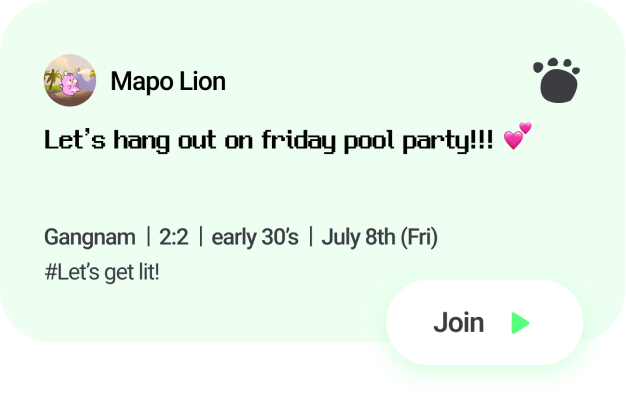 Mapo Lion
Let's hang out on friday pool party!!! 💕
Gangnam | 2:2 | early 30's | July 8th (Fri)
#Let's get lit!
Join